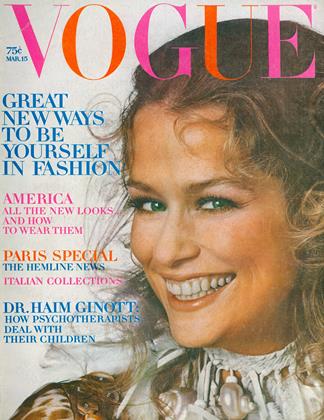 VOGUE
75¢
MAR.15
GREAT
NEW WAYS
TO BE
YOURSELF
IN FASHION
AMERICA
ALL THE NEW LOOKS...
AND HOW
TO WEAR THEM
PARIS SPECIAL
THE HEMLINE NEWS
ITALIAN COLLECTIONS
DR. HAIM GINOTT:
HOW PSYCHOTHERAPISTS
DEAL WITH
THEIR CHILDREN